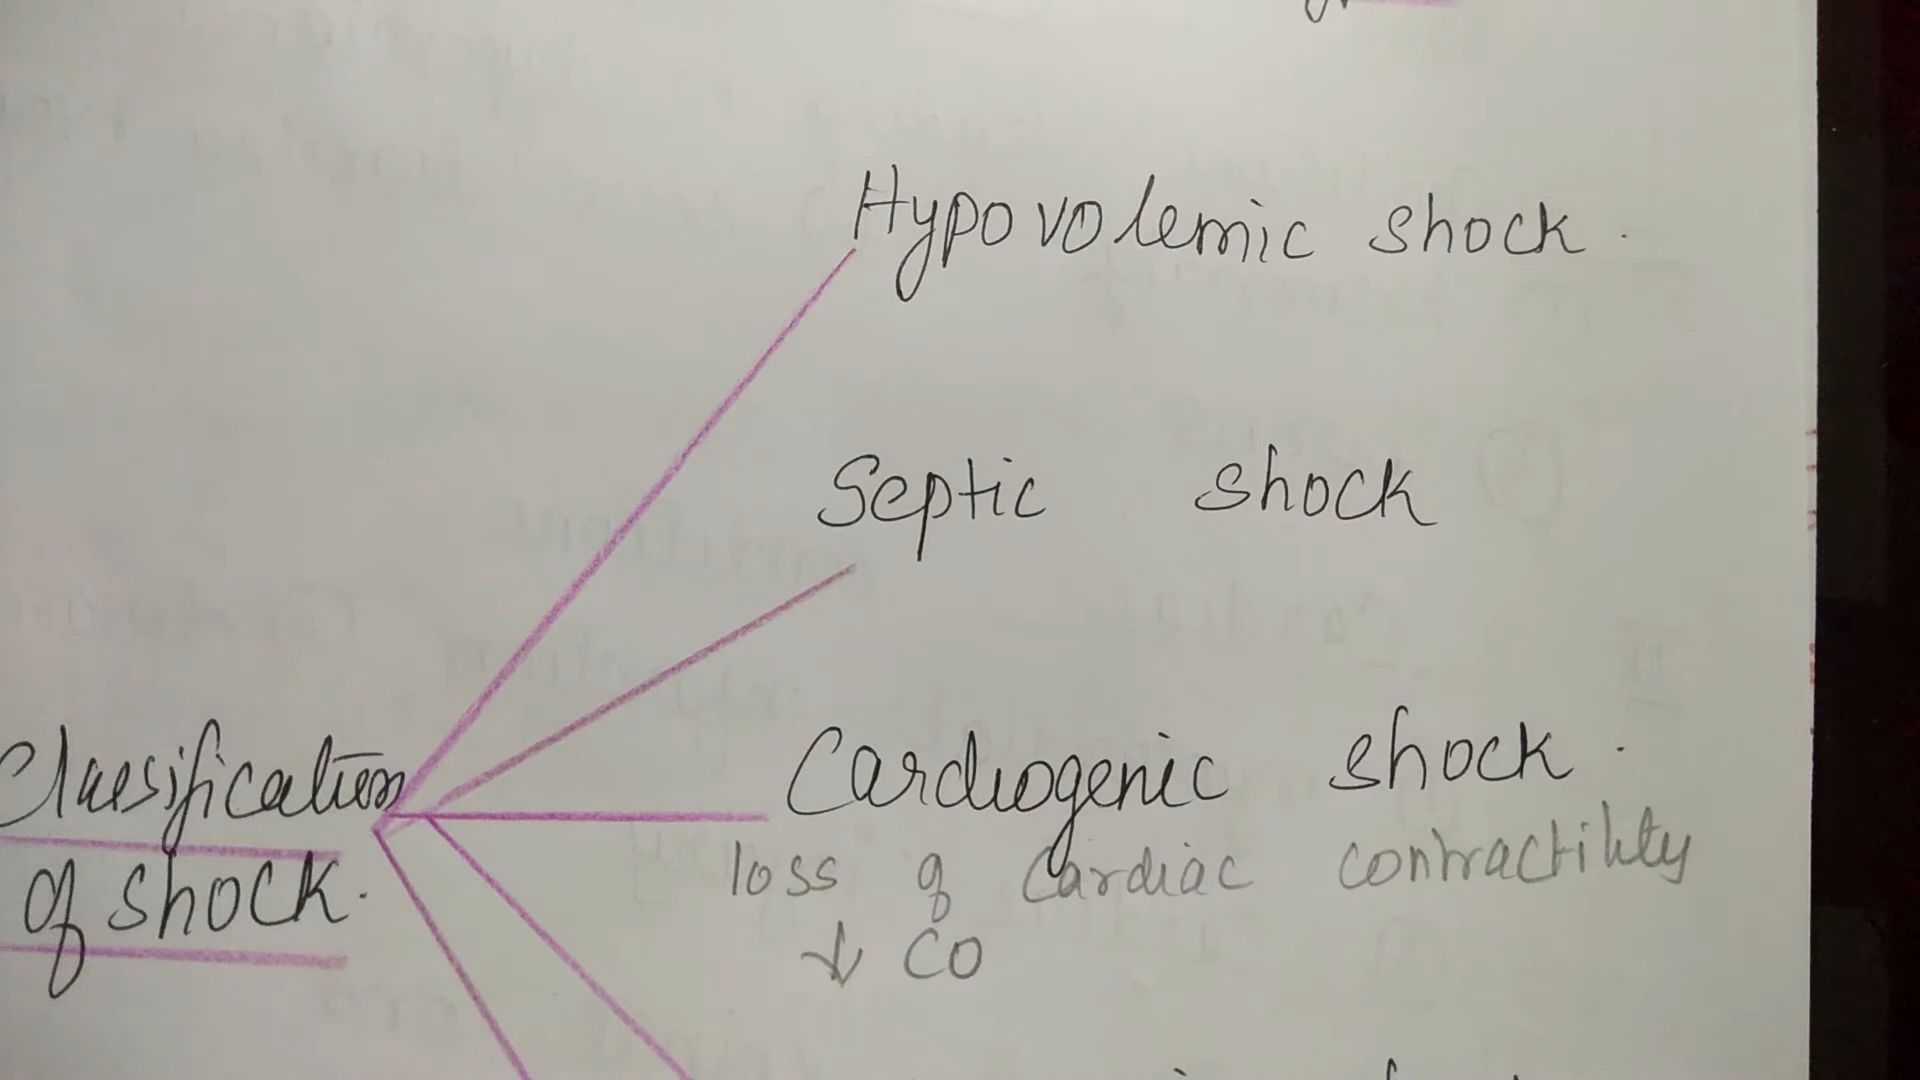 Hypovolemic shock.
Septic shock
Classification
of shock.
Cardiogenic shock.
loss of cardiac contractility
↓ CO